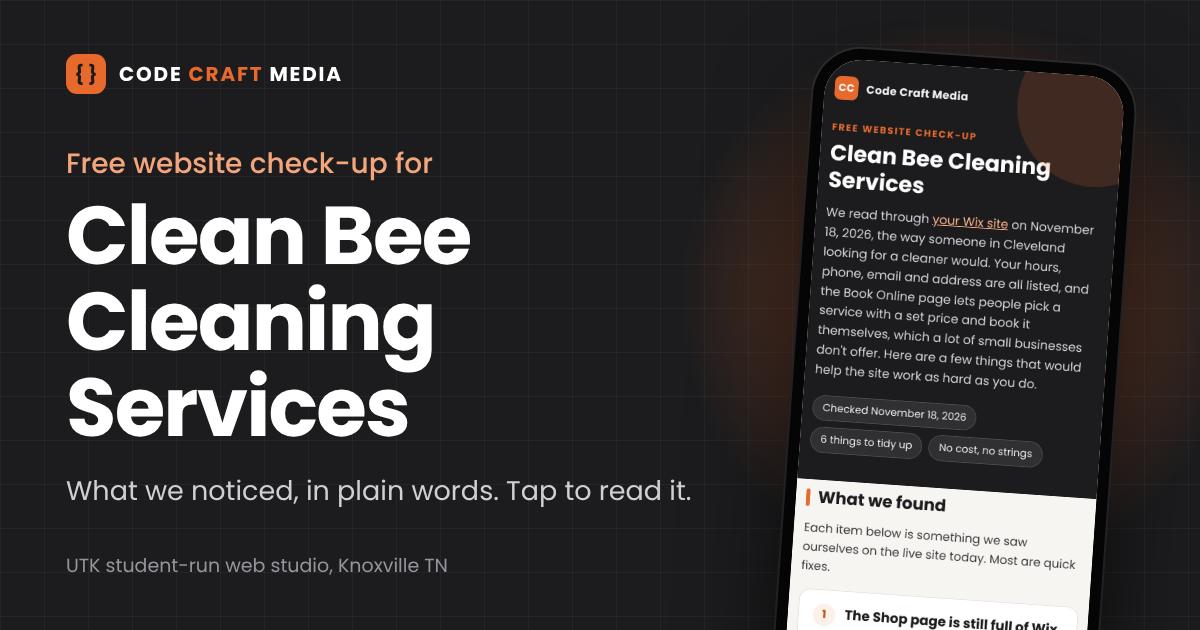 { }
CODE CRAFT MEDIA
Free website check-up for
Clean Bee
Cleaning
Services
What we noticed, in plain words. Tap to read it.
UTK student-run web studio, Knoxville TN
CC
Code Craft Media
FREE WEBSITE CHECK-UP
Clean Bee Cleaning
Services
We read through your Wix site on November
18, 2026, the way someone in Cleveland
looking for a cleaner would. Your hours,
phone, email and address are all listed, and
the Book Online page lets people pick a
service with a set price and book it
themselves, which a lot of small businesses
don't offer. Here are a few things that would
help the site work as hard as you do.
Checked November 18, 2026
6 things to tidy up
No cost, no strings
What we found
Each item below is something we saw
ourselves on the live site today. Most are quick
fixes.
1
The Shop page is still full of Wix